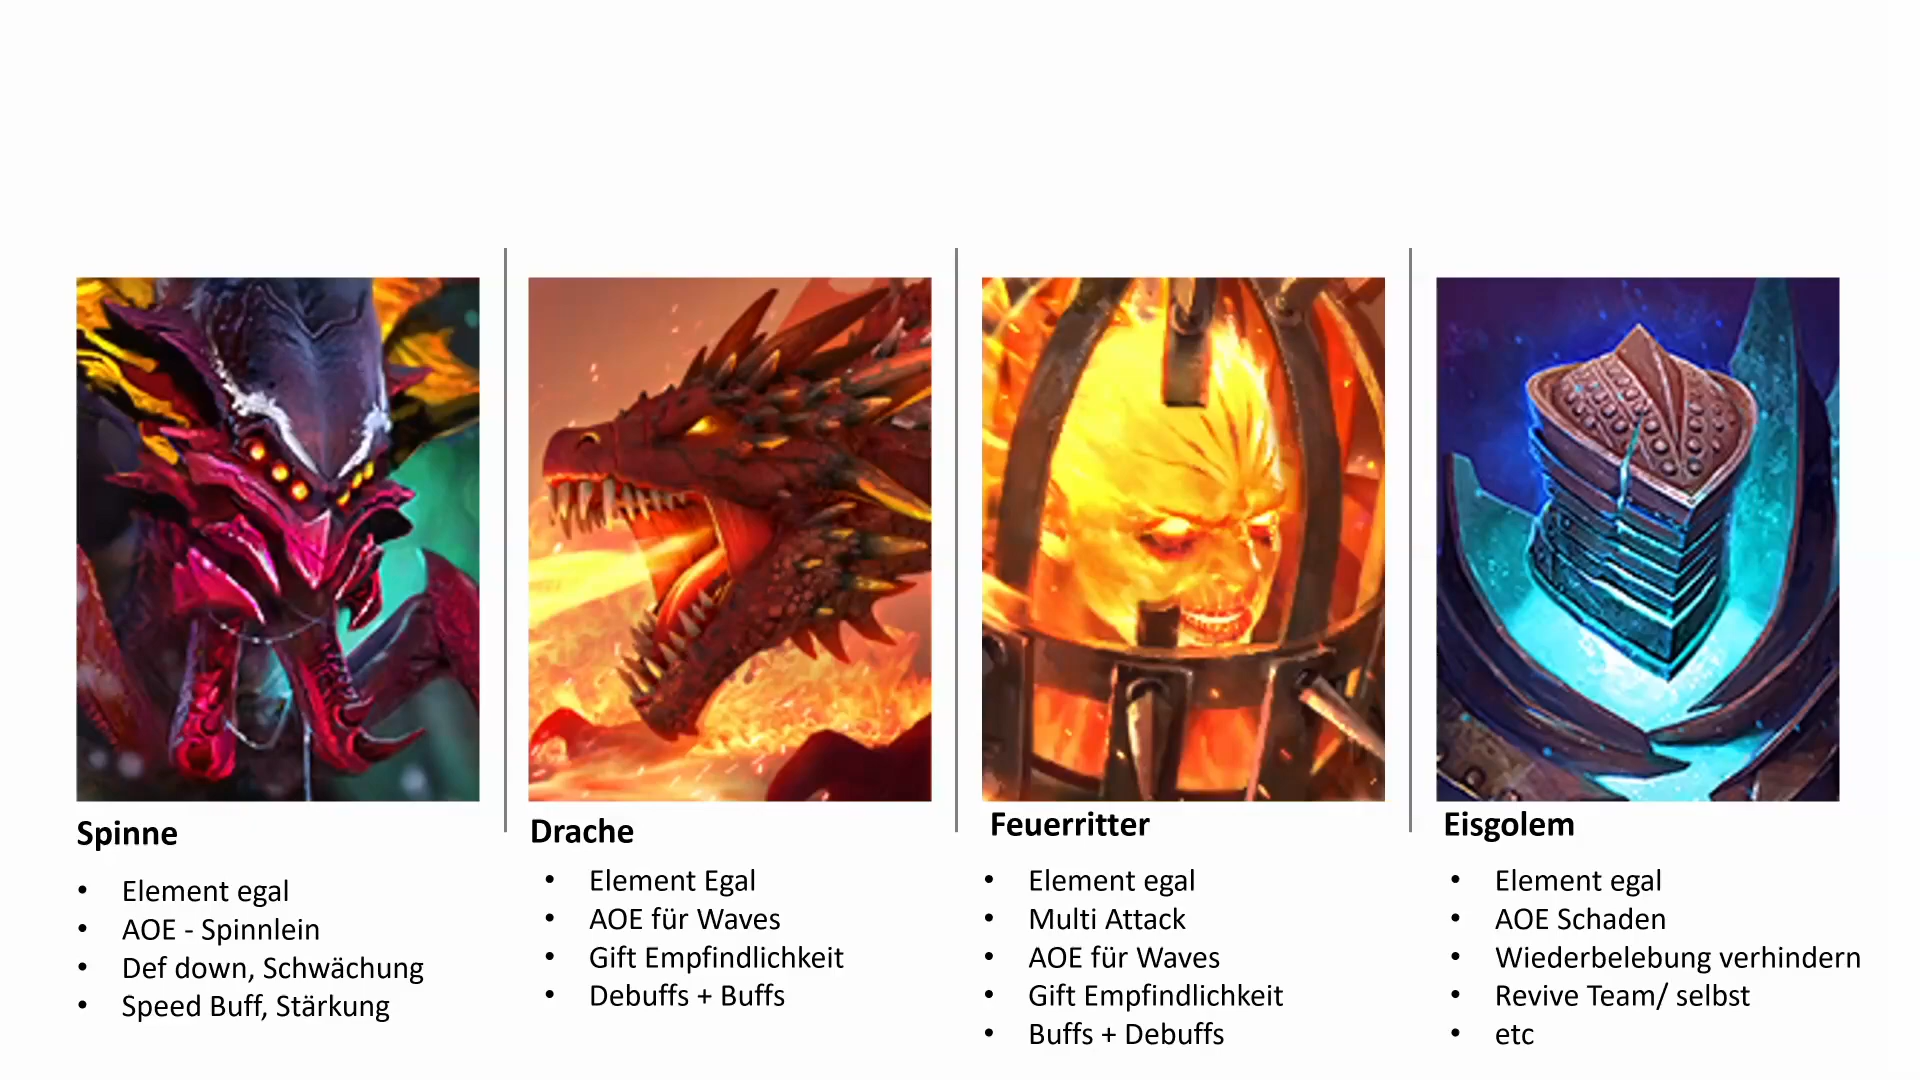 Spinne
• Element egal
• AOE - Spinnlein
• Def down, Schwächung
• Speed Buff, Stärkung
Drache
• Element Egal
• AOE für Waves
• Gift Empfindlichkeit
• Debuffs + Buffs
Feuerritter
• Element egal
• Multi Attack
• AOE für Waves
• Gift Empfindlichkeit
• Buffs + Debuffs
Eisgolem
• Element egal
• AOE Schaden
• Wiederbelebung verhindern
• Revive Team/ selbst
• etc